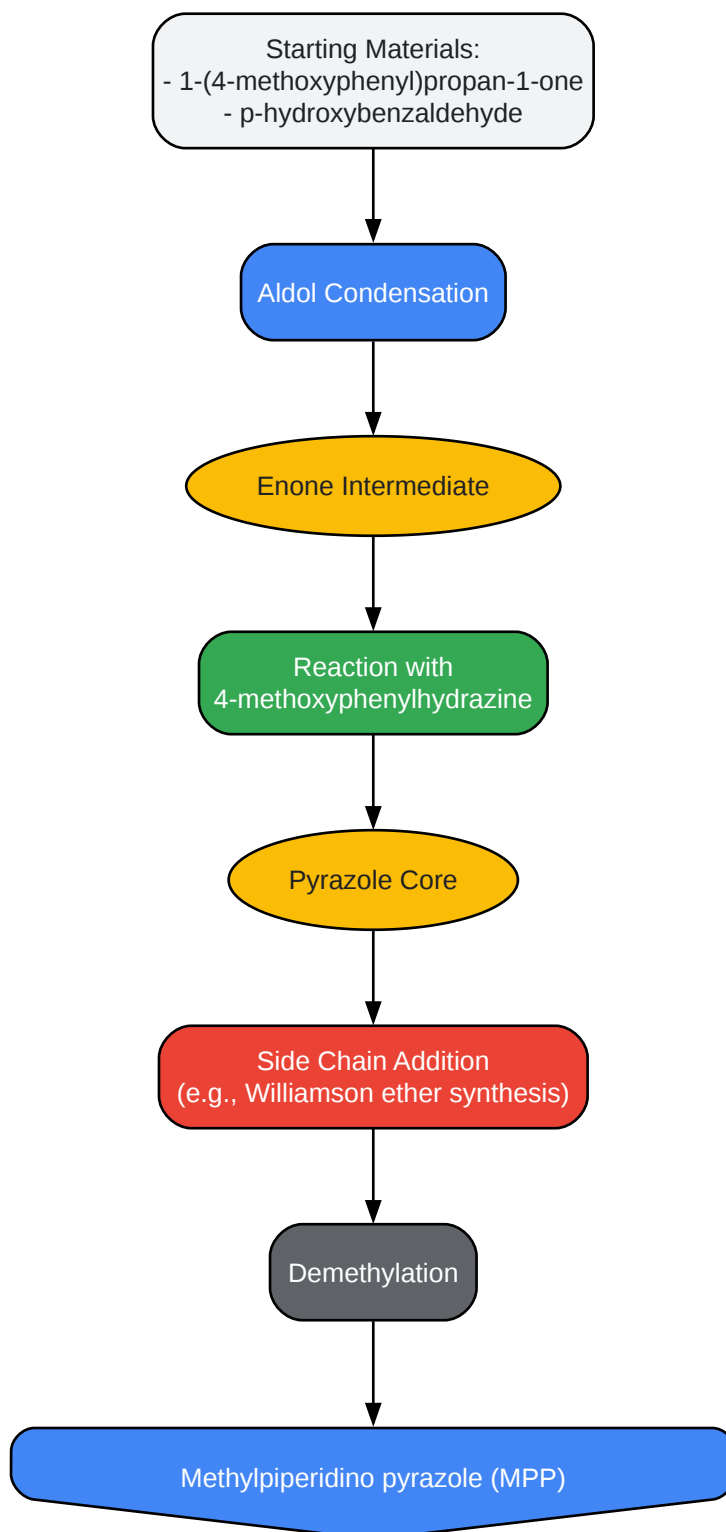 Starting Materials:
- 1-(4-methoxyphenyl)propan-1-one
- p-hydroxybenzaldehyde
Aldol Condensation
Enone Intermediate
Reaction with
4-methoxyphenylhydrazine
Pyrazole Core
Side Chain Addition
(e.g., Williamson ether synthesis)
Demethylation
Methylpiperidino pyrazole (MPP)